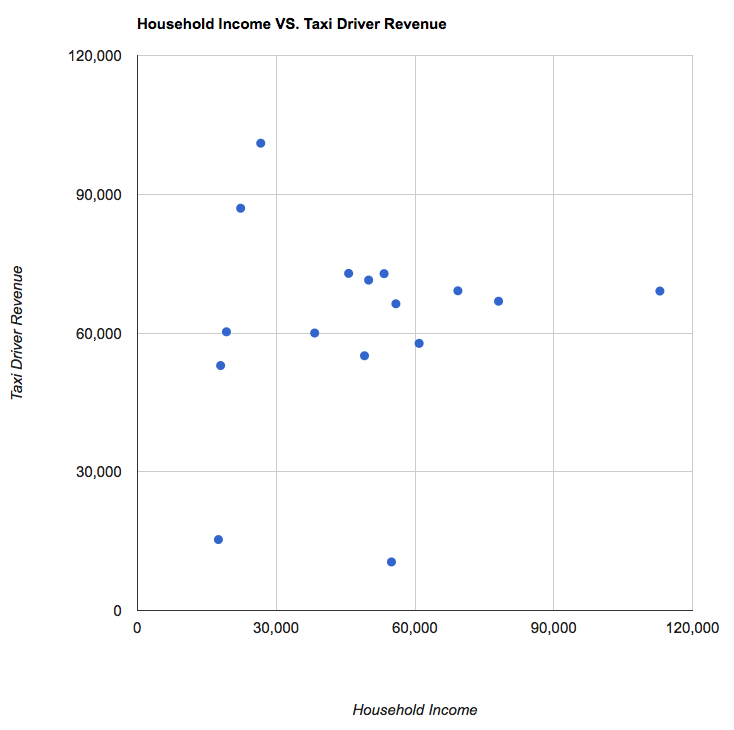 Household Income VS. Taxi Driver Revenue
120,000
90,000
60,000
30,000
0
Taxi Driver Revenue
0 30,000 60,000 90,000 120,000
Household Income